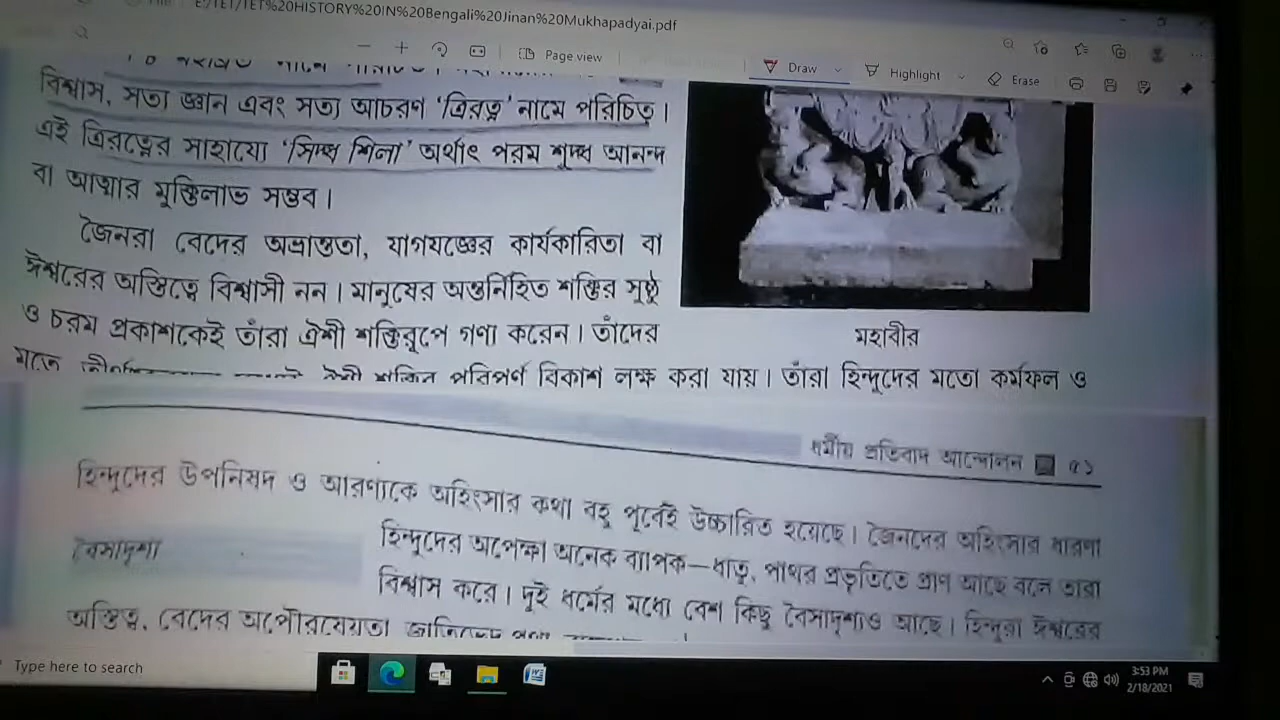 E:/TET/TET%20HISTORY%20IN%20Bengali%20Jinan%20Mukhapadyai.pdf
Page view
Draw
Highlight
Erase
বিশ্বাস, সত্য জ্ঞান এবং সত্য আচরণ ‘ত্রিরত্ন’ নামে পরিচিত।
এই ত্রিরত্নের সাহায্যে ‘সিদ্ধ শিলা’ অর্থাৎ পরম শুদ্ধ আনন্দ
বা আত্মার মুক্তিলাভ সম্ভব।
জৈনরা বেদের অভ্রান্ততা, যাগযজ্ঞের কার্যকারিতা বা
ঈশ্বরের অস্তিত্বে বিশ্বাসী নন। মানুষের অন্তর্নিহিত শক্তির সুষ্ঠু
ও চরম প্রকাশকেই তাঁরা ঐশী শক্তিরূপে গণ্য করেন। তাঁদের
মহাবীর
মতে ঐশী শক্তির পরিপূর্ণ বিকাশ লক্ষ করা যায়। তাঁরা হিন্দুদের মতো কর্মফল ও
ধর্মীয় প্রতিবাদ আন্দোলন ৫১
হিন্দুদের উপনিষদ ও আরণ্যকে অহিংসার কথা বহু পূর্বেই উচ্চারিত হয়েছে। জৈনদের অহিংসার ধারণা
বৈসাদৃশ্য
হিন্দুদের অপেক্ষা অনেক ব্যাপক—ধাতু, পাথর প্রভৃতিতে প্রাণ আছে বলে তারা
বিশ্বাস করে। দুই ধর্মের মধ্যে বেশ কিছু বৈসাদৃশ্যও আছে। হিন্দুরা ঈশ্বরের
অস্তিত্ব, বেদের অপৌরষেয়তা
Type here to search
3:53 PM
2/18/2021